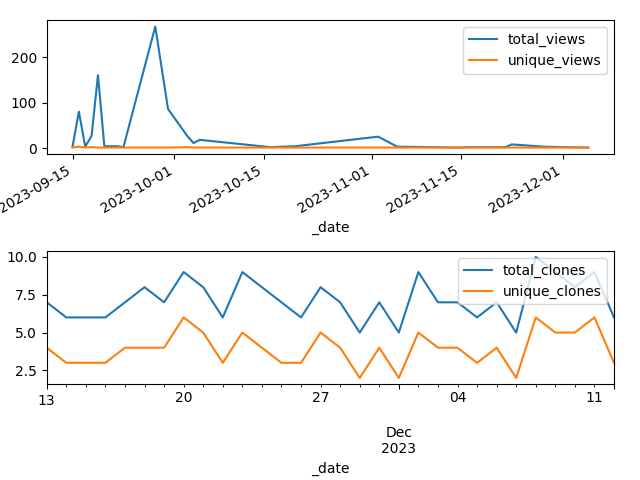 200
100
0
total_views
unique_views
2023-09-15
2023-10-01
2023-10-15
2023-11-01
2023-11-15
2023-12-01
_date
10.0
7.5
5.0
2.5
total_clones
unique_clones
13
20
27
04
11
Dec
2023
_date